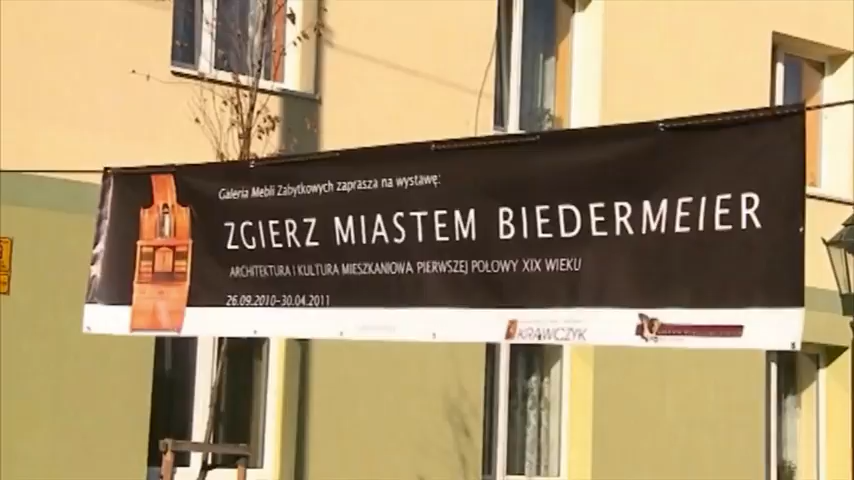 Galeria Mebli Zabytkowych zaprasza na wystawę:
ZGIERZ MIASTEM BIEDERMEIER
ARCHITEKTURA I KULTURA MIESZKANIOWA PIERWSZEJ POŁOWY XIX WIEKU
26.09.2010-30.04.2011
KRAWCZYK